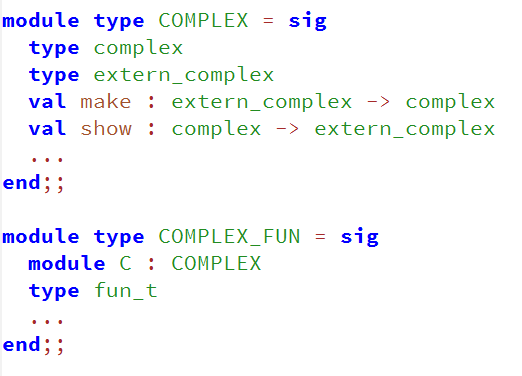 module type COMPLEX = sig
  type complex
  type extern_complex
  val make : extern_complex -> complex
  val show : complex -> extern_complex
  ...
end;;

module type COMPLEX_FUN = sig
  module C : COMPLEX
  type fun_t
  ...
end;;